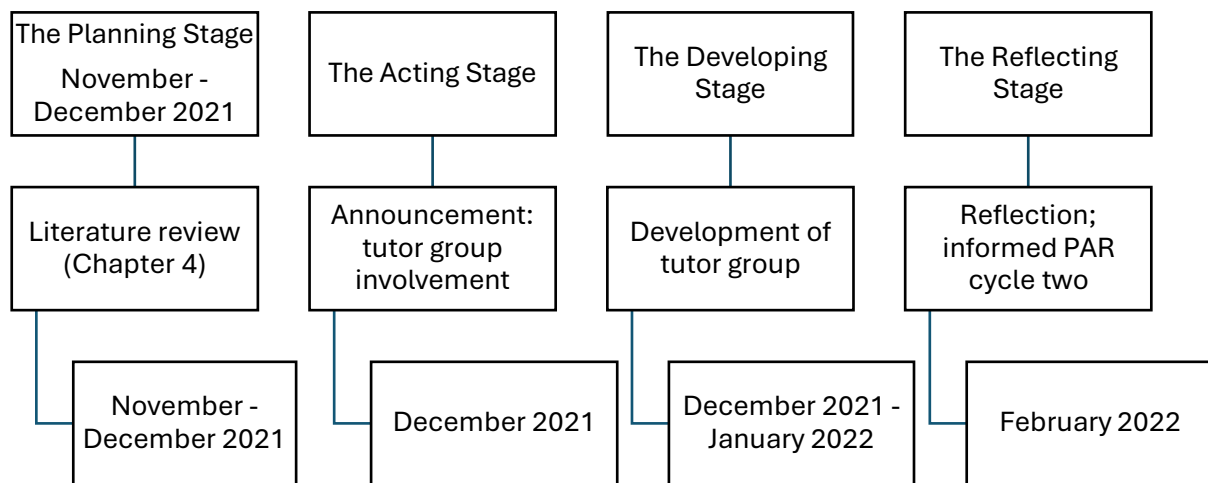 The Planning Stage
November -
December 2021
The Acting Stage
The Developing
Stage
The Reflecting
Stage
Literature review
(Chapter 4)
Announcement:
tutor group
involvement
Development of
tutor group
Reflection;
informed PAR
cycle two
November -
December 2021
December 2021
December 2021 -
January 2022
February 2022